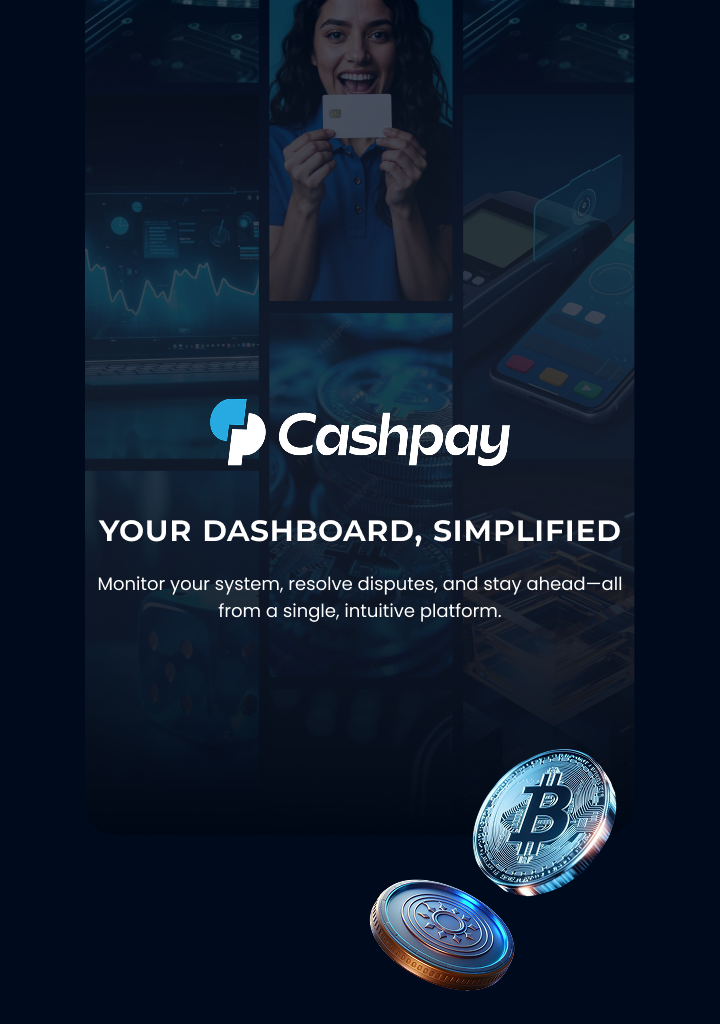 Cashpay
YOUR DASHBOARD, SIMPLIFIED
Monitor your system, resolve disputes, and stay ahead—all
from a single, intuitive platform.